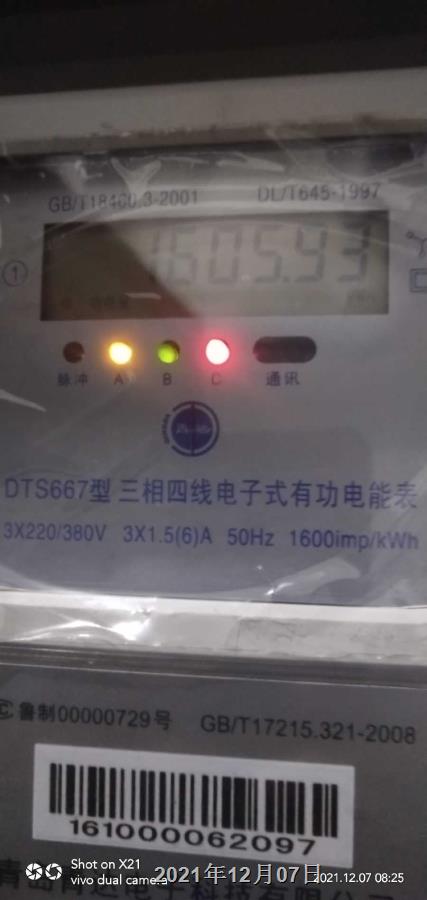 GB/T18460.3-2001 DL/T645-1997
1
1605.93
脉冲 A B C 通讯
DTS667型 三相四线电子式有功电能表
3X220/380V 3X1.5(6)A 50Hz 1600imp/kWh
鲁制00000729号 GB/T17215.321-2008
161000062097
Shot on X21
vivo dual camera
2021年12月07日
2021.12.07 08:25